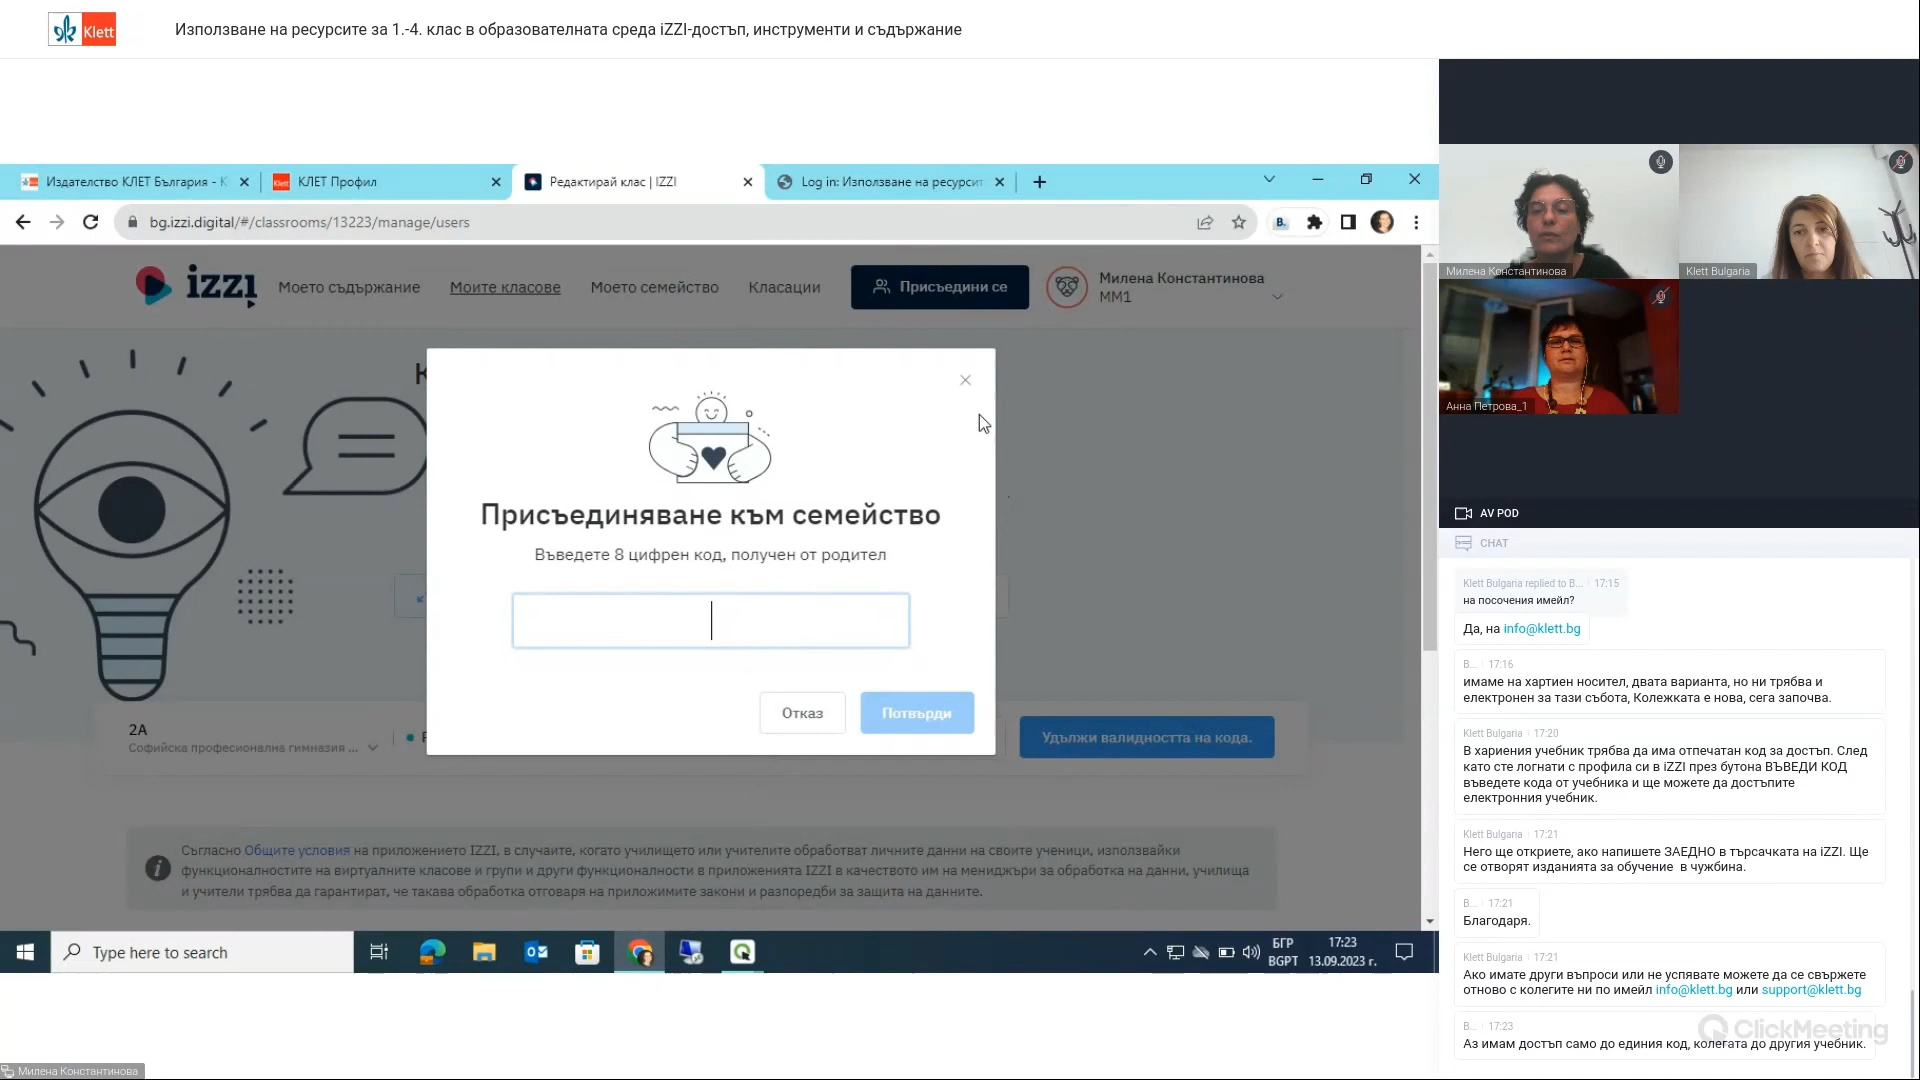 Klett
Използване на ресурсите за 1.-4. клас в образователната среда iZZI-достъп, инструменти и съдържание
Издателство КЛЕТ България - К
Klett КЛЕТ Профил
Редактирай клас | IZZI
Log in: Използване на ресурсит
bg.izzi.digital/#/classrooms/13223/manage/users
B.
izzi
Моето съдържание
Моите класове
Моето семейство
Класации
Присъедини се
Милена Константинова
ММ1
Присъединяване към семейство
Въведете 8 цифрен код, получен от родител
Отказ
Потвърди
2А
Софийска професионална гимназия ...
Удължи валидността на кода.
Съгласно Общите условия на приложението IZZI, в случаите, когато училището или учителите обработват личните данни на своите ученици, използвайки
функционалностите на виртуалните класове и групи и други функционалности в приложенията IZZI в качеството им на мениджъри за обработка на данни, училища
и учители трябва да гарантират, че такава обработка отговаря на приложимите закони и разпоредби за защита на данните.
Type here to search
БГР
BGPT
17:23
13.09.2023 г.
Милена Константинова
Милена Константинова
Klett Bulgaria
Анна Петрова_1
AV POD
CHAT
Klett Bulgaria replied to B... 17:15
на посочения имейл?
Да, на info@klett.bg
B... 17:16
имаме на хартиен носител, двата варианта, но ни трябва и
електронен за тази събота, Колежката е нова, сега започва.
Klett Bulgaria 17:20
В хариения учебник трябва да има отпечатан код за достъп. След
като сте логнати с профила си в iZZI през бутона ВЪВЕДИ КОД
въведете кода от учебника и ще можете да достъпите
електронния учебник.
Klett Bulgaria 17:21
Него ще откриете, ако напишете ЗАЕДНО в търсачката на iZZI. Ще
се отворят изданията за обучение в чужбина.
B... 17:21
Благодаря.
Klett Bulgaria 17:21
Ако имате други въпроси или не успявате можете да се свържете
отново с колегите ни по имейл info@klett.bg или support@klett.bg
B... 17:23
Аз имам достъп само до единия код, колегата до другия учебник.
ClickMeeting